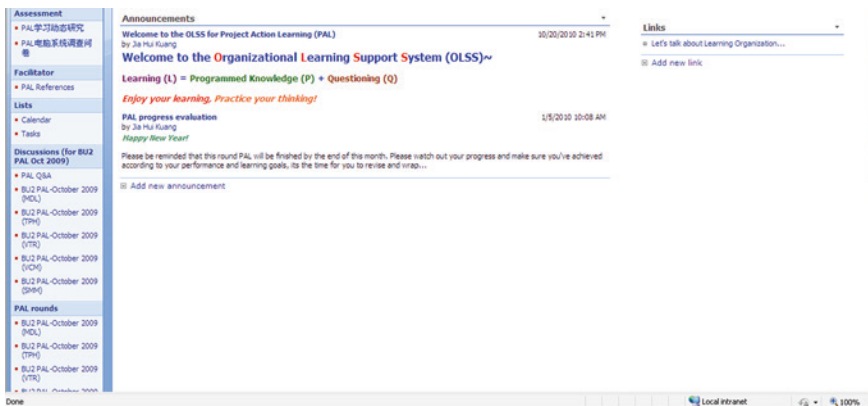 Assessment
PAL学习动态研究
PAL电脑系统调查问
卷
Facilitator
PAL References
Lists
Calendar
Tasks
Discussions (for BU2
PAL Oct 2009)
PAL Q&A
BU2 PAL-October 2009
(MDL)
BU2 PAL-October 2009
(TPH)
BU2 PAL-October 2009
(VTR)
BU2 PAL-October 2009
(VCM)
BU2 PAL-October 2009
(SMM)
PAL rounds
BU2 PAL-October 2009
(MDL)
BU2 PAL-October 2009
(TPH)
BU2 PAL-October 2009
(VTR)
BU2 PAL-October 2009
Announcements
Welcome to the OLSS for Project Action Learning (PAL) 10/20/2010 2:41 PM
by Jia Hui Kuang
Welcome to the Organizational Learning Support System (OLSS)~
Learning (L) = Programmed Knowledge (P) + Questioning (Q)
Enjoy your learning, Practice your thinking!
PAL progress evaluation 1/5/2010 10:08 AM
by Jia Hui Kuang
Happy New Year!
Please be reminded that this round PAL will be finished by the end of this month. Please watch out your progress and make sure you've achieved
according to your performance and learning goals, its the time for you to revise and wrap...
Add new announcement
Links
Let's talk about Learning Organization...
Add new link
Done
Local intranet
100%